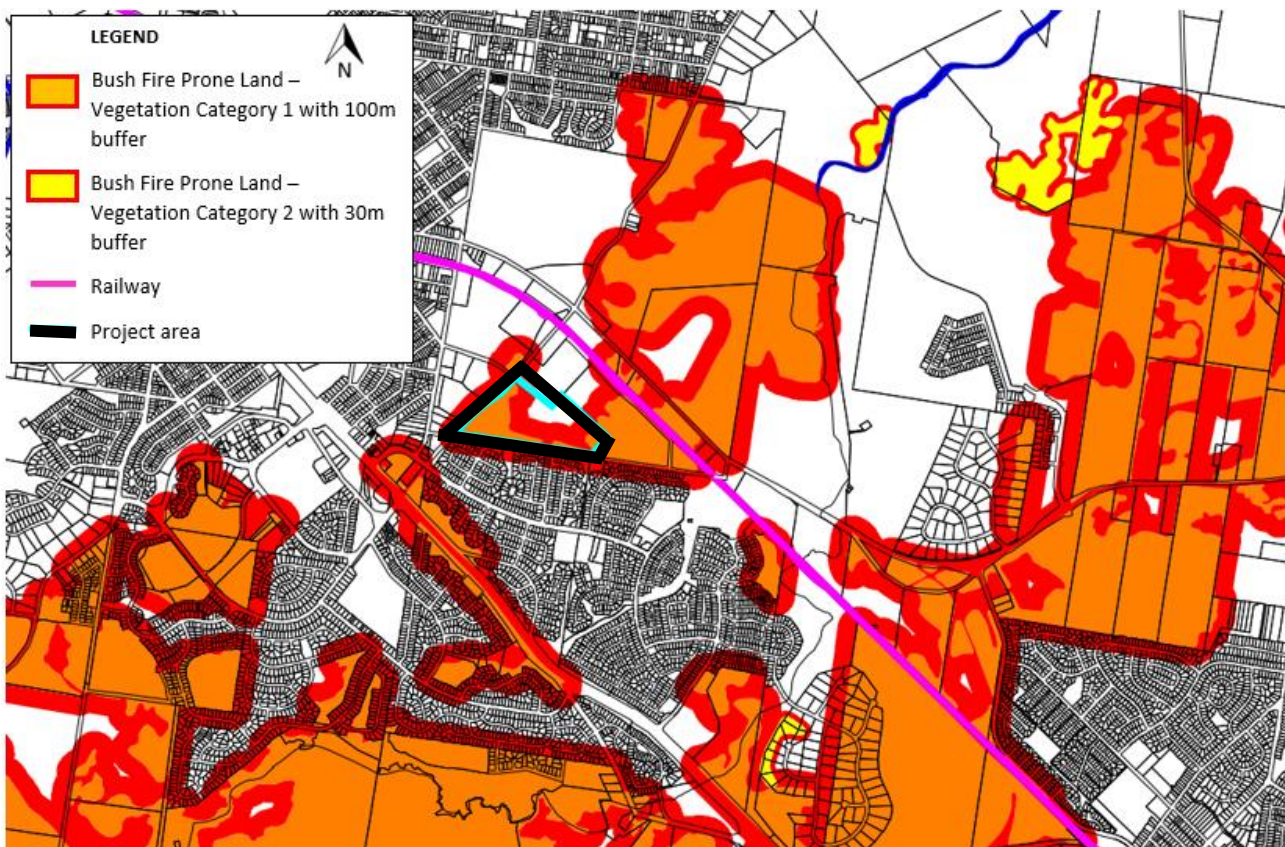 LEGEND
N
Bush Fire Prone Land –
Vegetation Category 1 with 100m
buffer
Bush Fire Prone Land –
Vegetation Category 2 with 30m
buffer
Railway
Project area